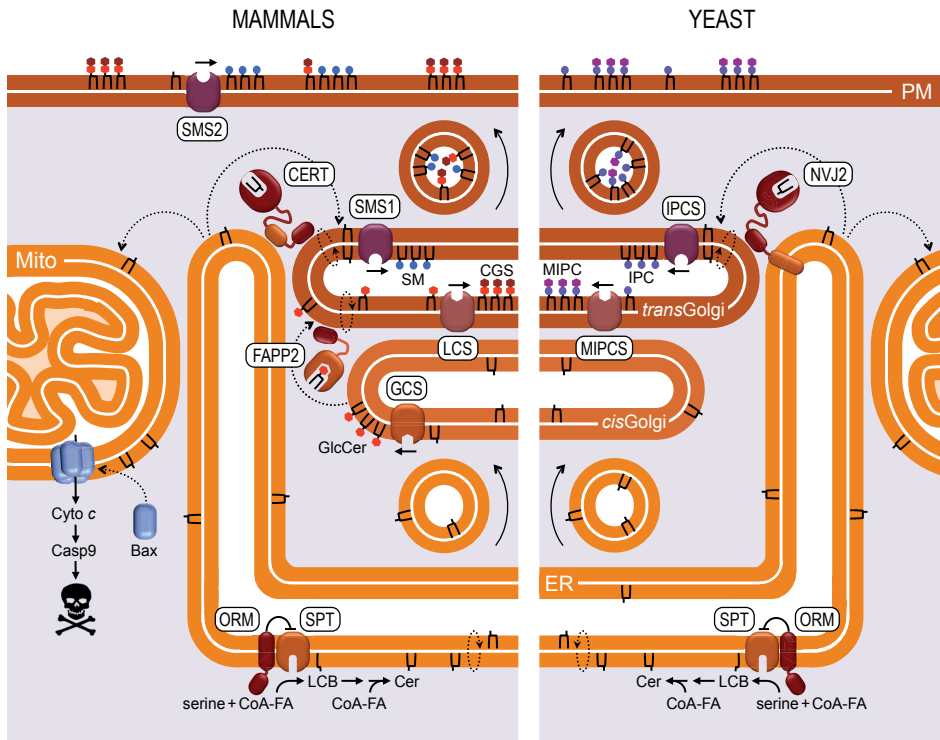 MAMMALS
YEAST
PM
SMS2
CERT
NVJ2
SMS1
IPCS
Mito
SM
CGS
MIPC
IPC
transGolgi
FAPP2
LCS
MIPCS
GCS
cisGolgi
GlcCer
Cyto c
Casp9
Bax
ER
ORM
SPT
SPT
ORM
LCB
Cer
Cer
LCB
serine + CoA-FA
CoA-FA
CoA-FA
serine + CoA-FA